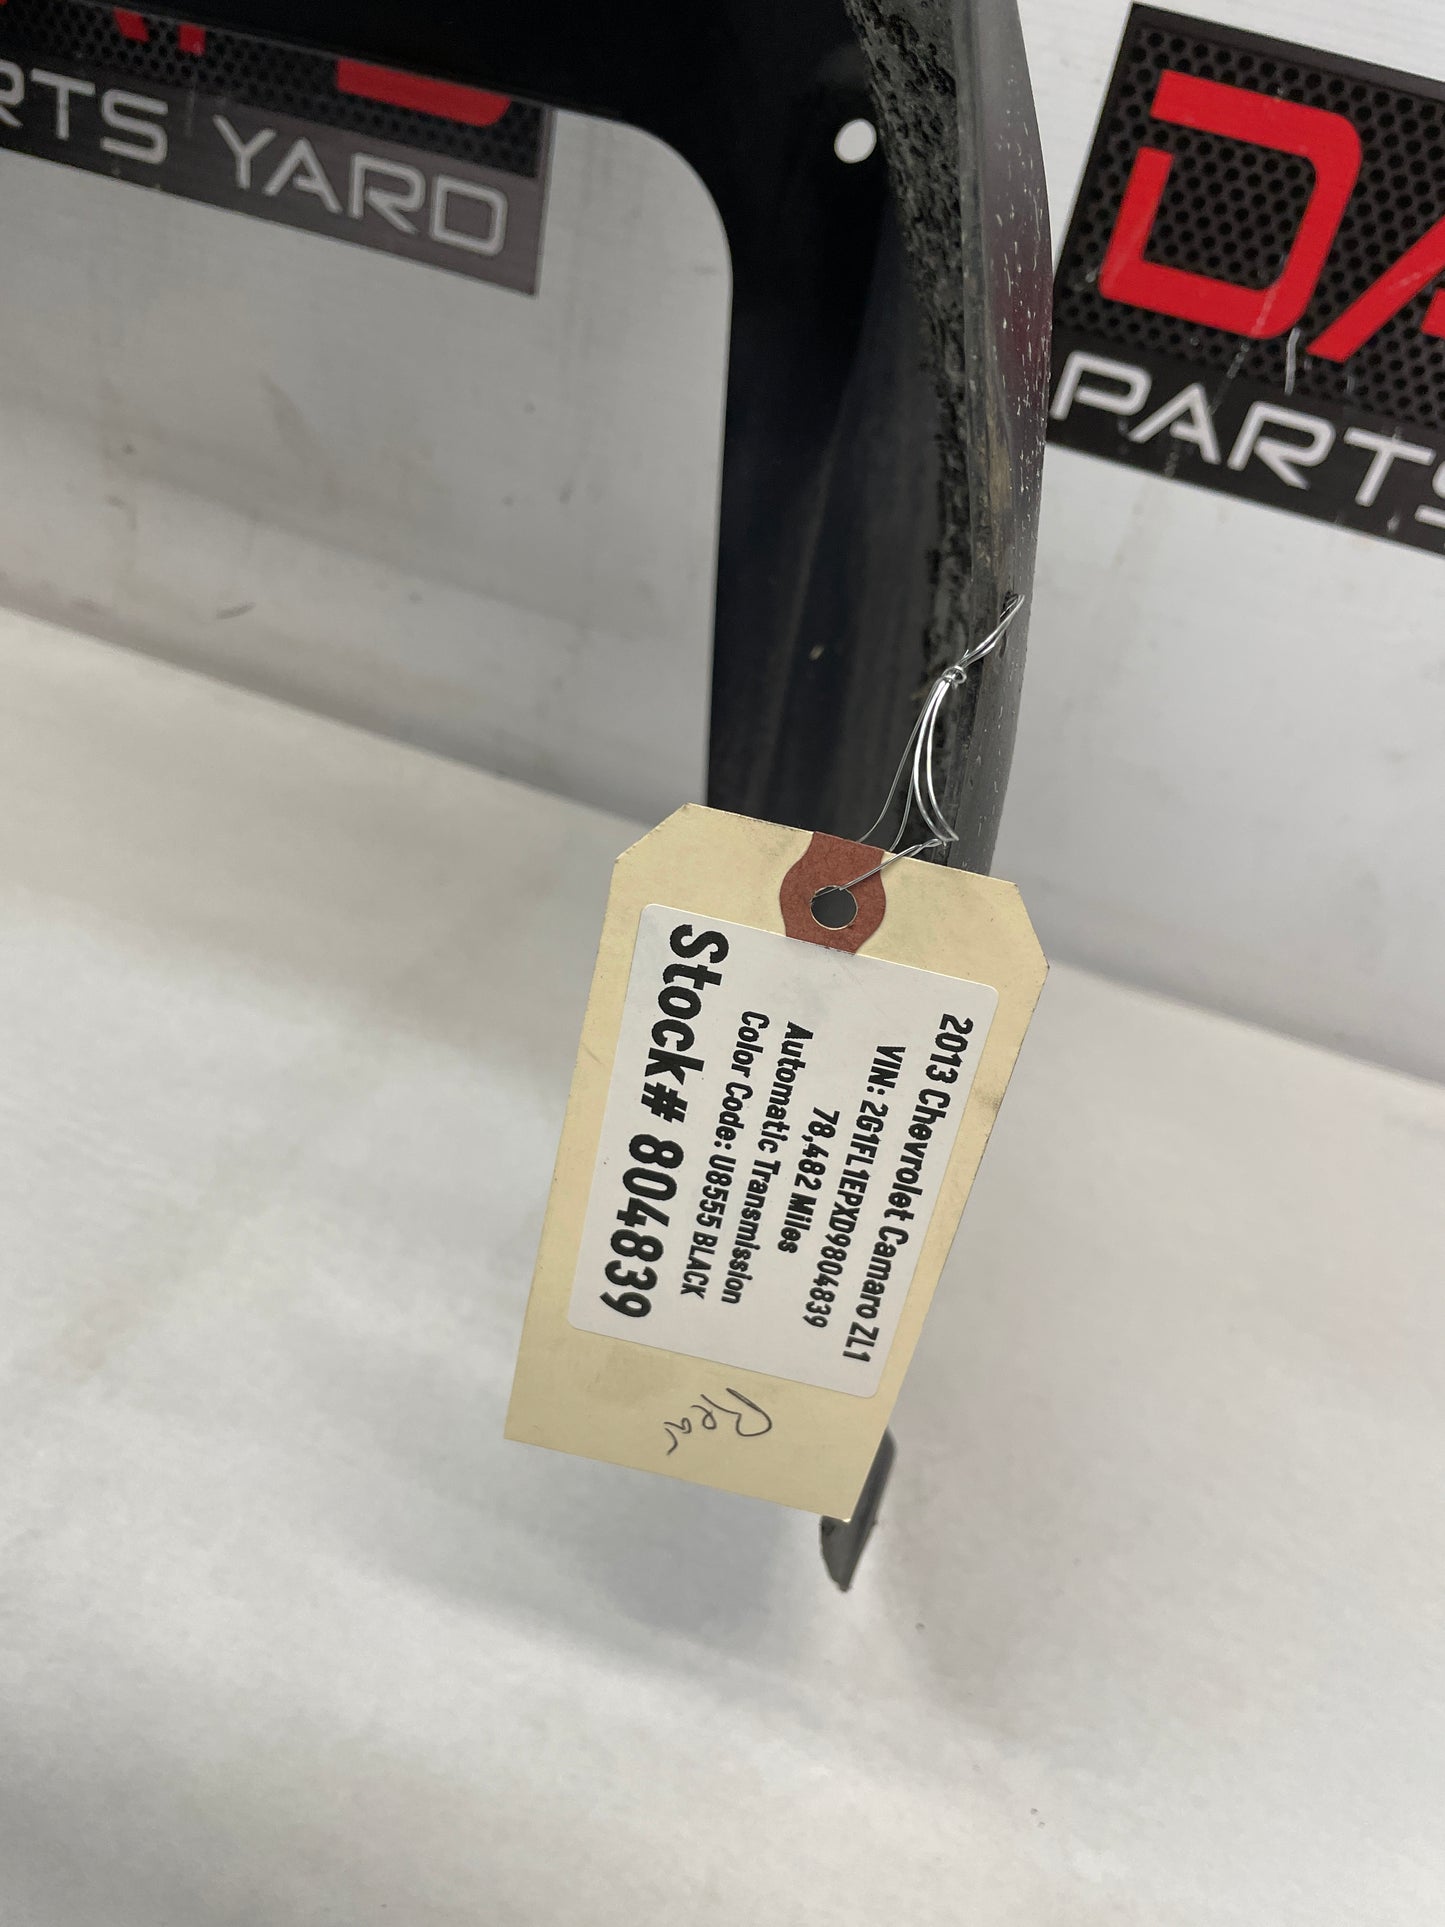 RTS YARD
DA
PARTS
2013 Chevrolet Camaro ZL1
VIN: 2G1FL1EPXD9804839
78,482 Miles
Automatic Transmission
Color Code: U8555 BLACK
Stock# 804839
Rear